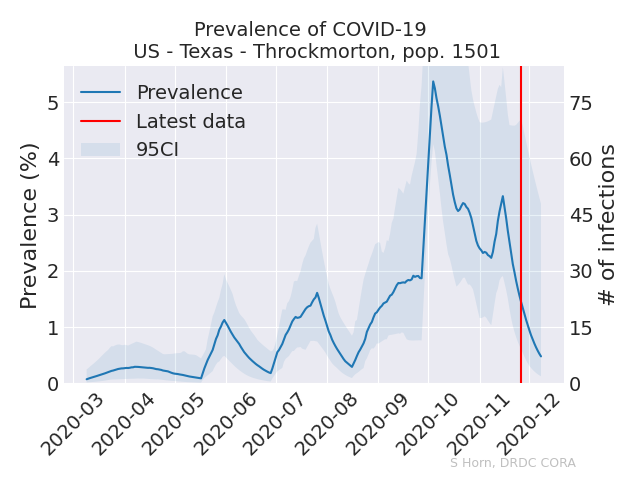 Prevalence of COVID-19
US - Texas - Throckmorton, pop. 1501
Prevalence
Latest data
95CI
Prevalence (%)
5
4
3
2
1
0
75
60
45
30
15
0
# of infections
2020-03
2020-04
2020-05
2020-06
2020-07
2020-08
2020-09
2020-10
2020-11
2020-12
S Horn, DRDC CORA